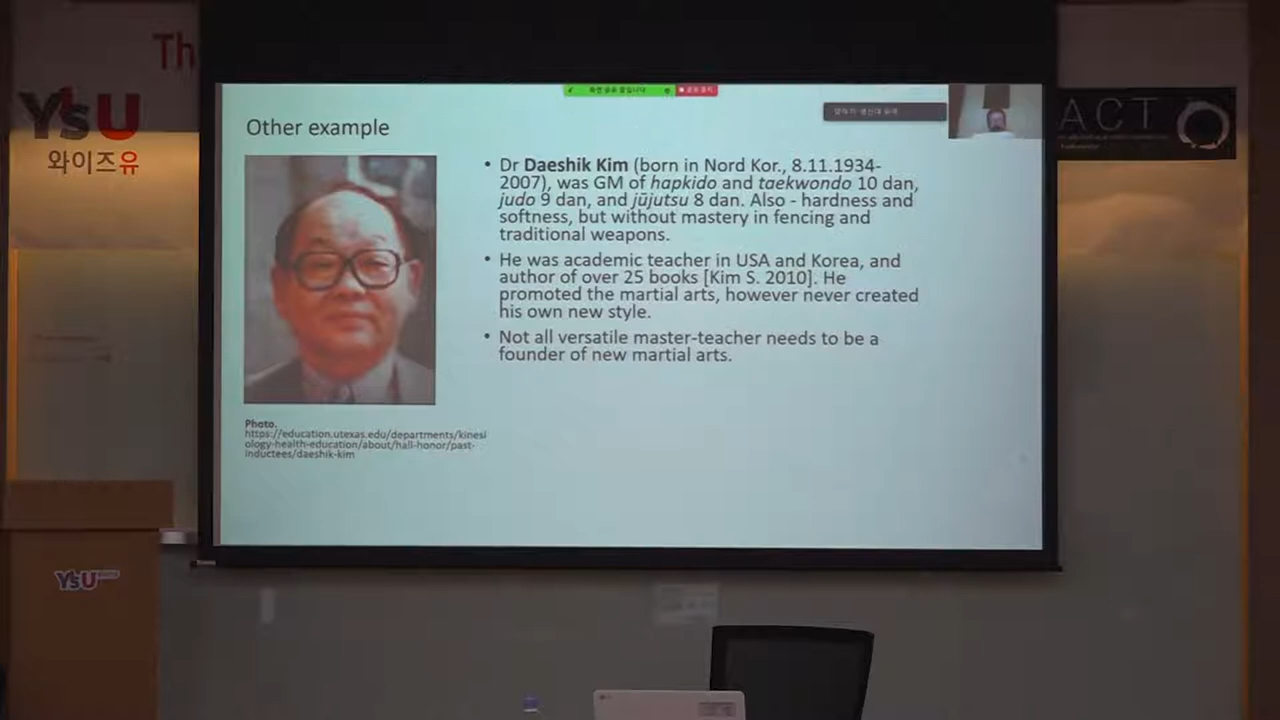 Th
YsU
와이즈유
ACT
Other example
• Dr Daeshik Kim (born in Nord Kor., 8.11.1934-
2007), was GM of hapkido and taekwondo 10 dan,
judo 9 dan, and jūjutsu 8 dan. Also - hardness and
softness, but without mastery in fencing and
traditional weapons.
• He was academic teacher in USA and Korea, and
author of over 25 books [Kim S. 2010]. He
promoted the martial arts, however never created
his own new style.
• Not all versatile master-teacher needs to be a
founder of new martial arts.
Photo.
https://education.utexas.edu/departments/kinesi
ology-health-education/about/hall-honor/past-
inductees/daeshik-kim
YsU